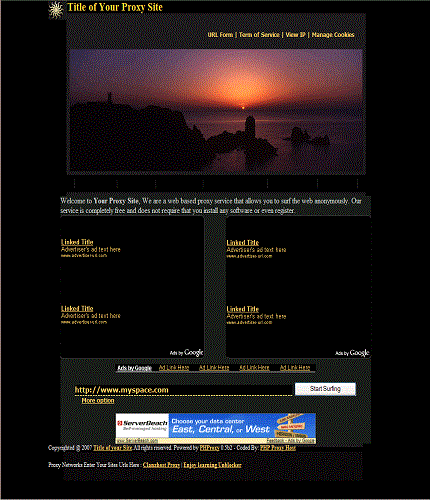 Title of Your Proxy Site
URL Form | Term of Service | View IP | Manage Cookies
Welcome to Your Proxy Site, We are a web based proxy service that allows you to surf the web anonymously. Our
service is completely free and does not require that you install any software or even register.
Linked Title
Advertiser's ad text here
www.advertiser-url.com
Linked Title
Advertiser's ad text here
www.advertiser-url.com
Linked Title
Advertiser's ad text here
www.advertiser-url.com
Linked Title
Advertiser's ad text here
www.advertiser-url.com
Ads by Google
Ads by Google
Ads by Google Ad Link Here Ad Link Here Ad Link Here Ad Link Here
http://www.myspace.com Start Surfing
More option
ServerBeach
Self-managed hosting
Choose your data center
East, Central, or West
www.ServerBeach.com Feedback - Ads by Google
Copyrighted @ 2007 Title of your Site All rights reserved. Powered by PHProxy 0.5b2 - Coded By: PHP Proxy Host
Proxy Networks Enter Your Sites Urls Here : Clanzhost Proxy | Enjoy learning Unblocker